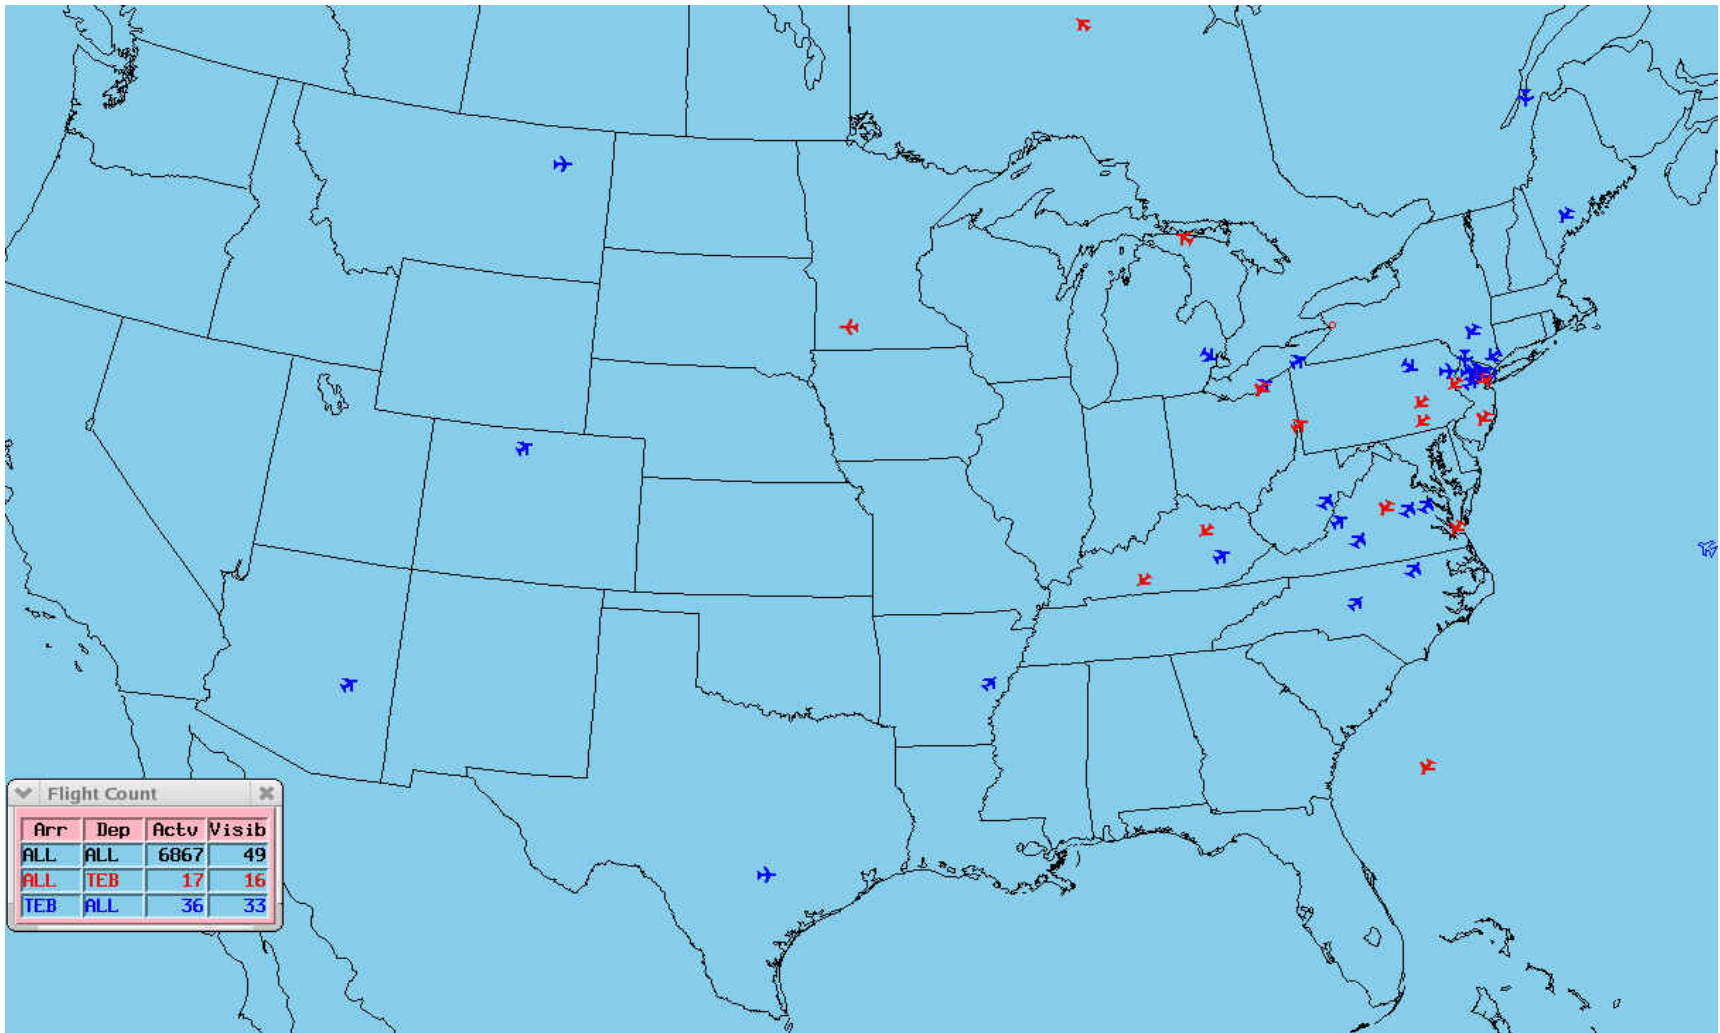 Flight Count
Arr Dep Actv Visib
ALL ALL 6867 49
ALL TEB 17 16
TEB ALL 36 33